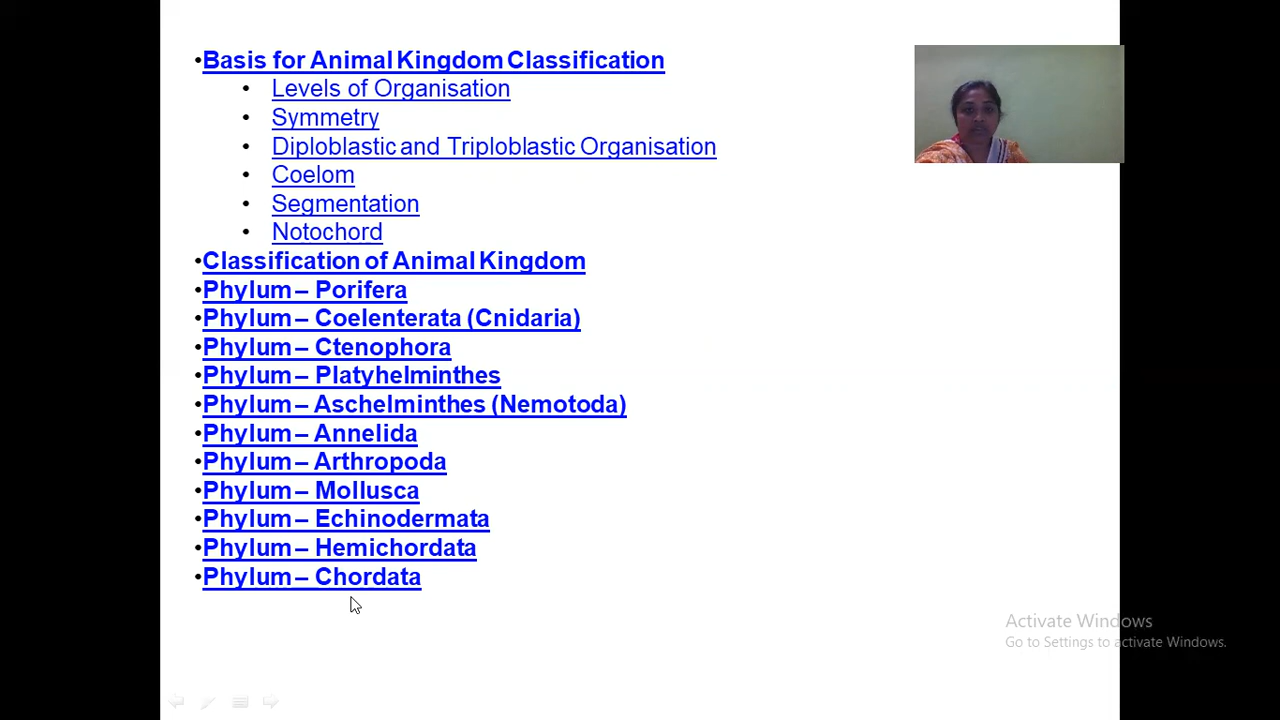 •Basis for Animal Kingdom Classification
• Levels of Organisation
• Symmetry
• Diploblastic and Triploblastic Organisation
• Coelom
• Segmentation
• Notochord
•Classification of Animal Kingdom
•Phylum – Porifera
•Phylum – Coelenterata (Cnidaria)
•Phylum – Ctenophora
•Phylum – Platyhelminthes
•Phylum – Aschelminthes (Nemotoda)
•Phylum – Annelida
•Phylum – Arthropoda
•Phylum – Mollusca
•Phylum – Echinodermata
•Phylum – Hemichordata
•Phylum – Chordata
Activate Windows
Go to Settings to activate Windows.